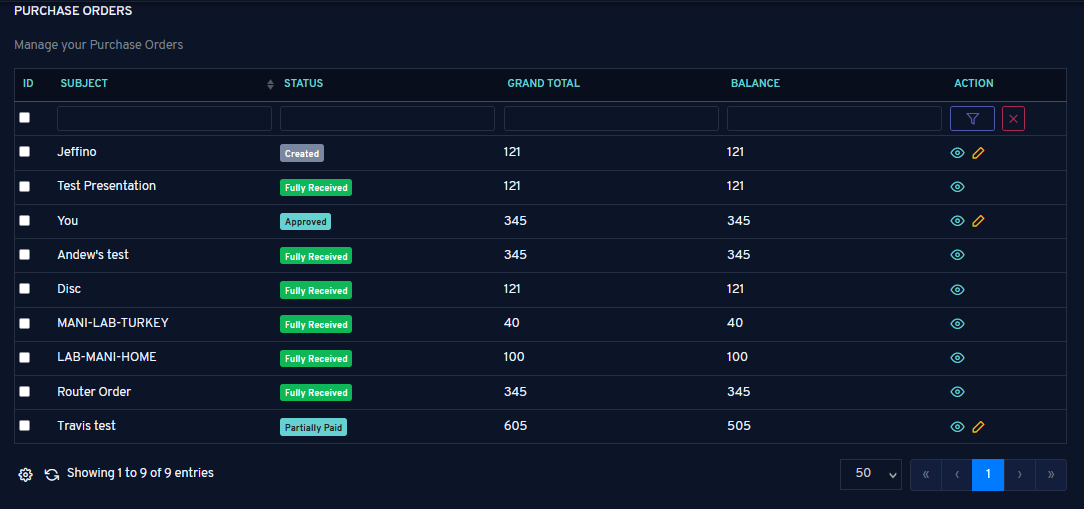 PURCHASE ORDERS
Manage your Purchase Orders
ID SUBJECT STATUS GRAND TOTAL BALANCE ACTION
Jeffino Created 121 121
Test Presentation Fully Received 121 121
You Approved 345 345
Andew's test Fully Received 345 345
Disc Fully Received 121 121
MANI-LAB-TURKEY Fully Received 40 40
LAB-MANI-HOME Fully Received 100 100
Router Order Fully Received 345 345
Travis test Partially Paid 605 505
Showing 1 to 9 of 9 entries 50 « ‹ 1 › »